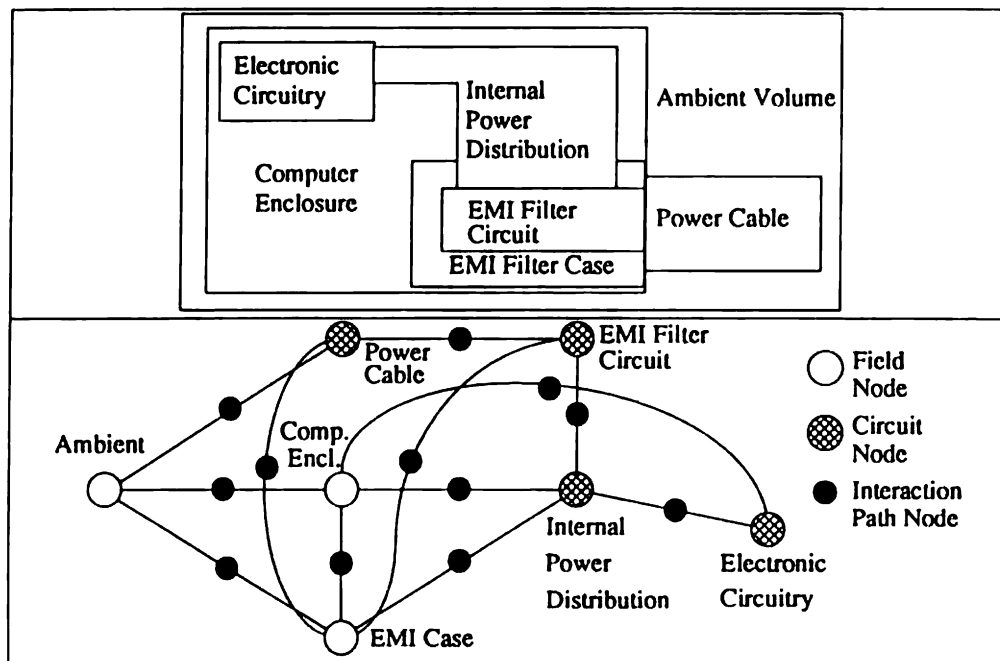 Electronic
Circuitry
Internal
Power
Distribution
Ambient Volume
Computer
Enclosure
EMI Filter
Circuit
Power Cable
EMI Filter Case
Power
Cable
EMI Filter
Circuit
Field
Node
Ambient
Comp.
Encl.
Circuit
Node
Interaction
Path Node
Internal
Power
Distribution
Electronic
Circuitry
EMI Case